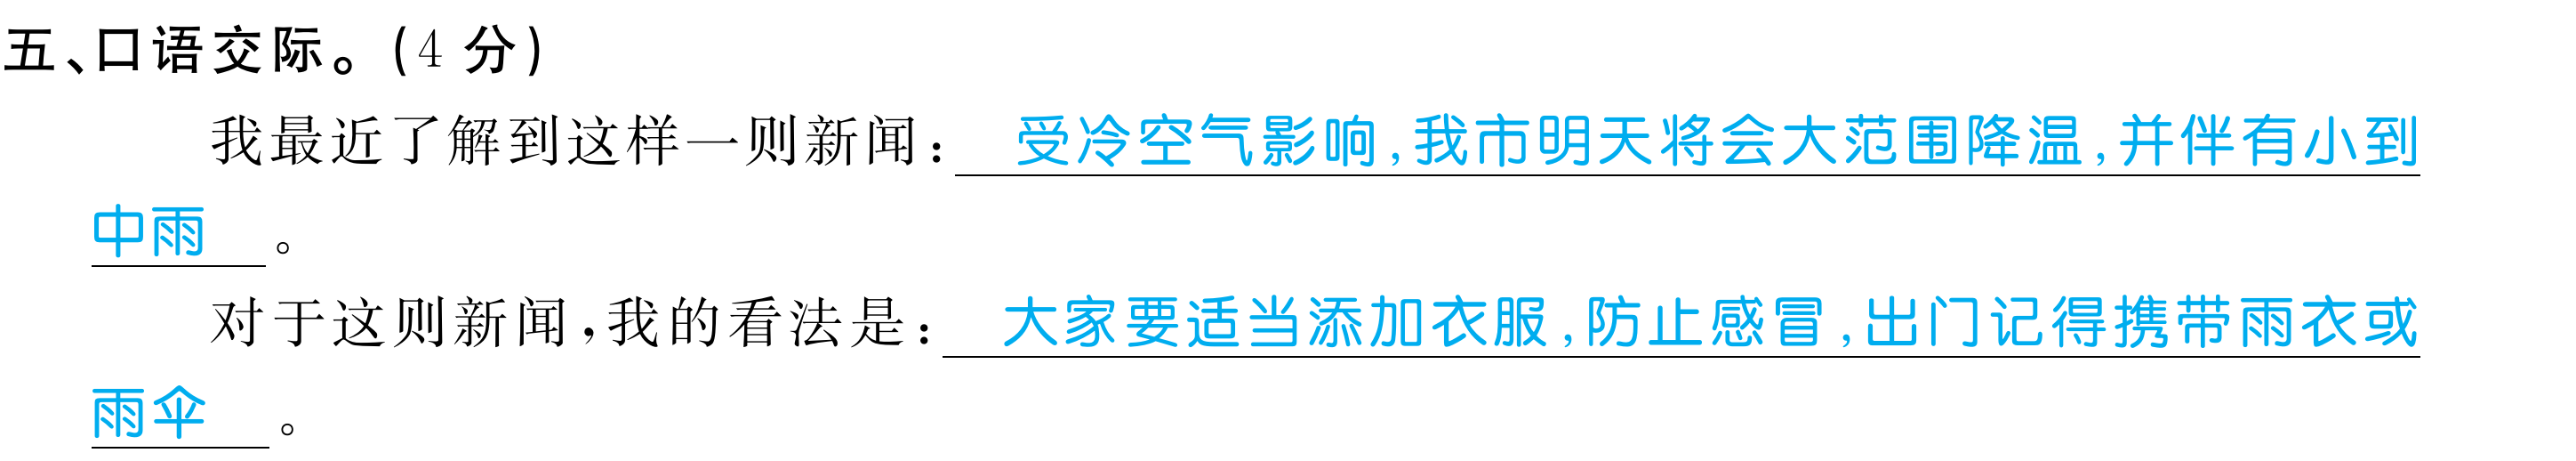 五、口语交际。(4 分)
我最近了解到这样一则新闻：受冷空气影响,我市明天将会大范围降温,并伴有小到
中雨。
对于这则新闻,我的看法是：大家要适当添加衣服,防止感冒,出门记得携带雨衣或
雨伞。